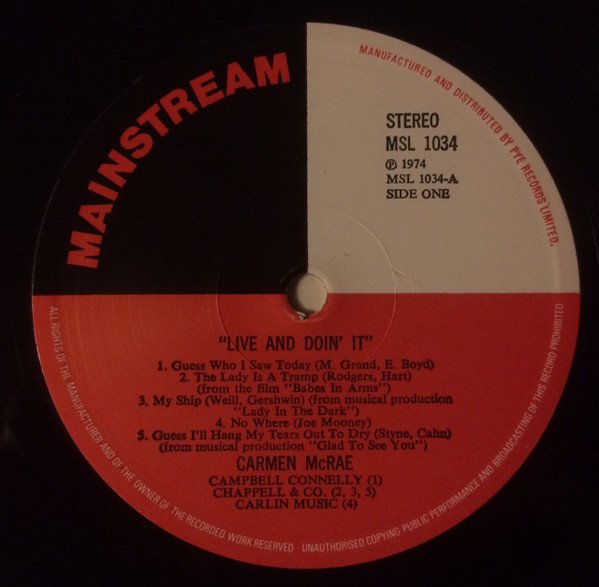 MAINSTREAM
MANUFACTURED AND DISTRIBUTED BY PYE RECORDS LIMITED.
STEREO
MSL 1034
℗ 1974
MSL 1034-A
SIDE ONE
"LIVE AND DOIN' IT"
1. Guess Who I Saw Today (M. Grand, E. Boyd)
2. The Lady Is A Tramp (Rodgers, Hart)
(from the film "Babes In Arms")
3. My Ship (Weill, Gershwin) (from musical production
"Lady In The Dark")
4. No Where (Joe Mooney)
5. Guess I'll Hang My Tears Out To Dry (Styne, Cahn)
(from musical production "Glad To See You")
CARMEN McRAE
CAMPBELL CONNELLY (1)
CHAPPELL & CO. (2, 3, 5)
CARLIN MUSIC (4)
ALL RIGHTS OF THE MANUFACTURER AND OF THE OWNER OF THE RECORDED WORK RESERVED UNAUTHORISED COPYING PUBLIC PERFORMANCE AND BROADCASTING OF THIS RECORD PROHIBITED